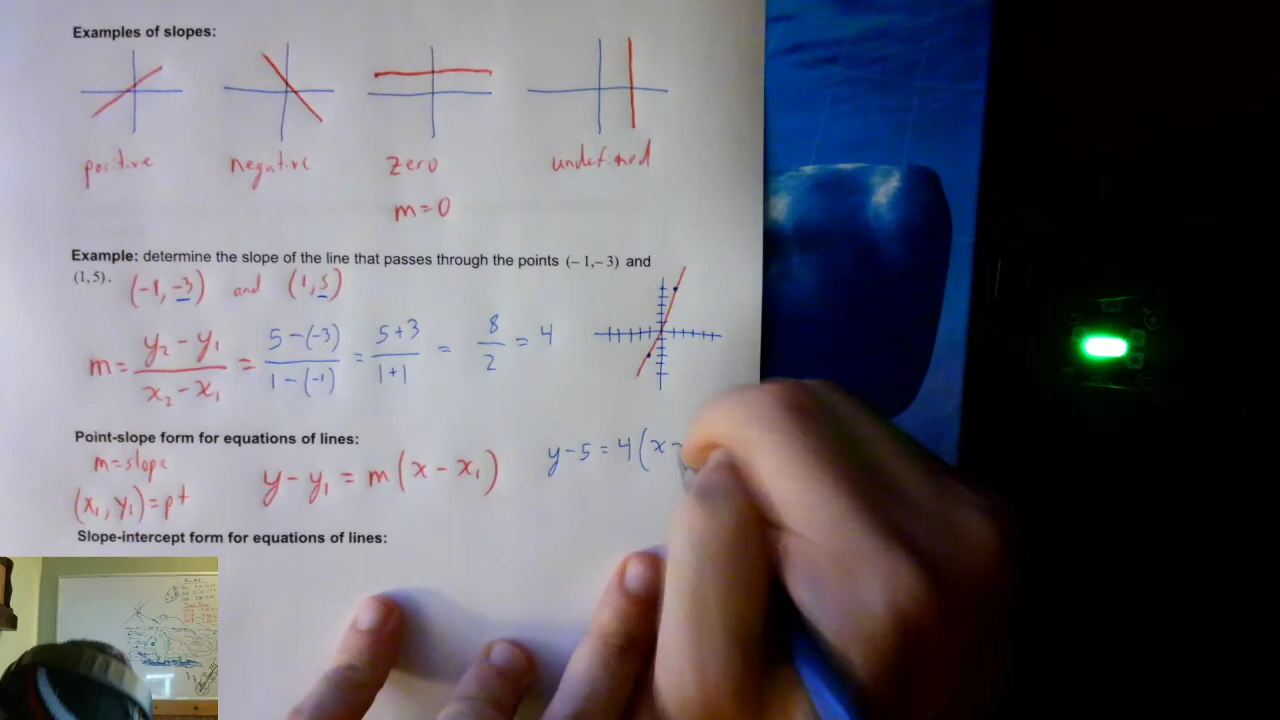 Examples of slopes:
positive negative zero undefined
m=0
Example: determine the slope of the line that passes through the points (−1,−3) and
(1,5). (-1,-3) and (1,5)
m = (y₂ - y₁)/(x₂ - x₁) = (5-(-3))/(1-(-1)) = (5+3)/(1+1) = 8/2 = 4
Point-slope form for equations of lines:
m=slope
y - y₁ = m(x - x₁) y-5=4(x-
(x₁, y₁)=pt
Slope-intercept form for equations of lines: